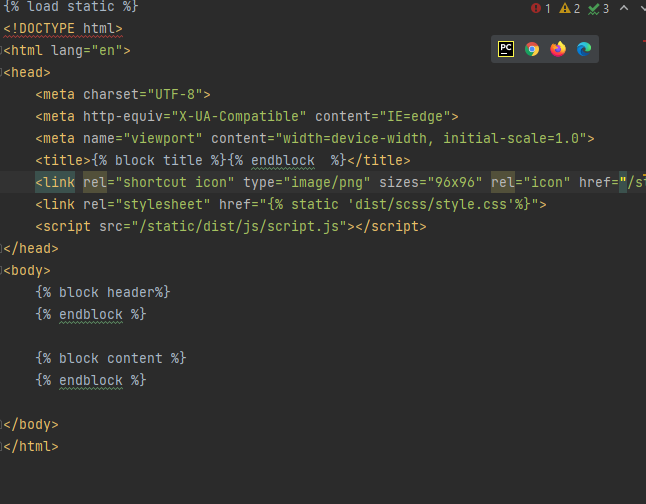 {% load static %}
1 2 3
<!DOCTYPE html>
<html lang="en">
PC
<head>
    <meta charset="UTF-8">
    <meta http-equiv="X-UA-Compatible" content="IE=edge">
    <meta name="viewport" content="width=device-width, initial-scale=1.0">
    <title>{% block title %}{% endblock  %}</title>
    <link rel="shortcut icon" type="image/png" sizes="96x96" rel="icon" href="/st
    <link rel="stylesheet" href="{% static 'dist/scss/style.css'%}">
    <script src="/static/dist/js/script.js"></script>
</head>
<body>
    {% block header%}
    {% endblock %}
    {% block content %}
    {% endblock %}
</body>
</html>